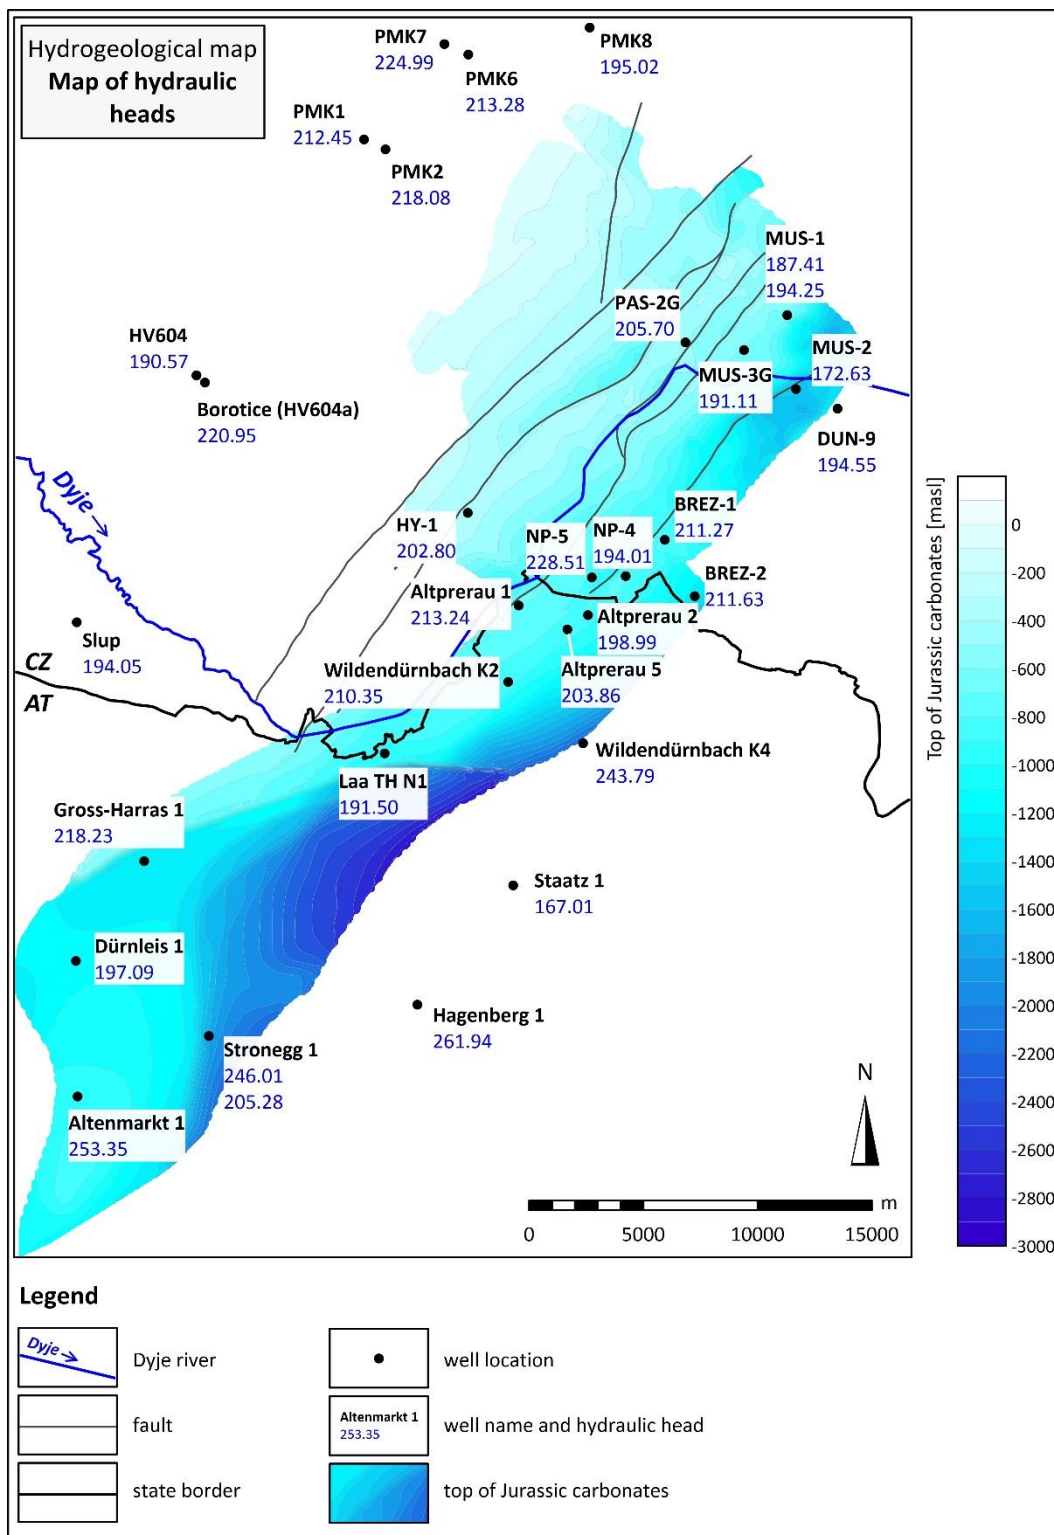 Hydrogeological map
Map of hydraulic
heads
PMK7
224.99
PMK6
213.28
PMK8
195.02
PMK1
212.45
PMK2
218.08
MUS-1
187.41
194.25
PAS-2G
205.70
HV604
190.57
Borotice (HV604a)
220.95
MUS-2
172.63
MUS-3G
191.11
DUN-9
194.55
Dyje →
HY-1
202.80
NP-5
228.51
NP-4
194.01
BREZ-1
211.27
BREZ-2
211.63
Altprerau 1
213.24
Altprerau 2
198.99
Altprerau 5
203.86
Slup
194.05
CZ
AT
Wildendürnbach K2
210.35
Wildendürnbach K4
243.79
Laa TH N1
191.50
Gross-Harras 1
218.23
Staatz 1
167.01
Dürnleis 1
197.09
Hagenberg 1
261.94
Stronegg 1
246.01
205.28
Altenmarkt 1
253.35
N
m
0 5000 10000 15000
Top of Jurassic carbonates [masl]
0
-200
-400
-600
-800
-1000
-1200
-1400
-1600
-1800
-2000
-2200
-2400
-2600
-2800
-3000
Legend
Dyje →
Dyje river
well location
fault
Altenmarkt 1
253.35
well name and hydraulic head
state border
top of Jurassic carbonates